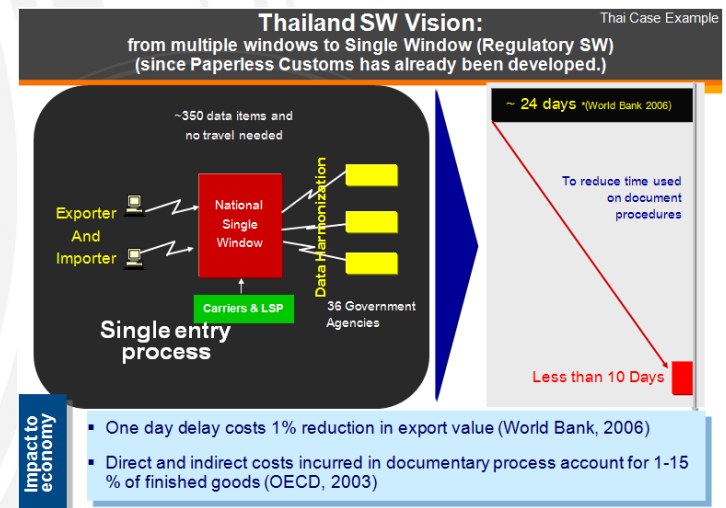 Thai Case Example
Thailand SW Vision:
from multiple windows to Single Window (Regulatory SW)
(since Paperless Customs has already been developed.)
~350 data items and
no travel needed
Exporter
And
Importer
National
Single
Window
Data Harmonization
Carriers & LSP
36 Government
Agencies
Single entry
process
~ 24 days *(World Bank 2006)
To reduce time used
on document
procedures
Less than 10 Days
Impact to
economy
▪ One day delay costs 1% reduction in export value (World Bank, 2006)
▪ Direct and indirect costs incurred in documentary process account for 1-15
% of finished goods (OECD, 2003)